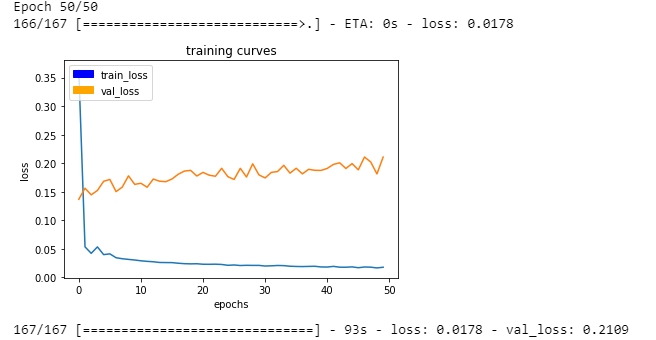 Epoch 50/50
166/167 [===========================>.] - ETA: 0s - loss: 0.0178
training curves
train_loss
val_loss
0.35
0.30
0.25
0.20
0.15
0.10
0.05
0.00
loss
0 10 20 30 40 50
epochs
167/167 [=============================] - 93s - loss: 0.0178 - val_loss: 0.2109